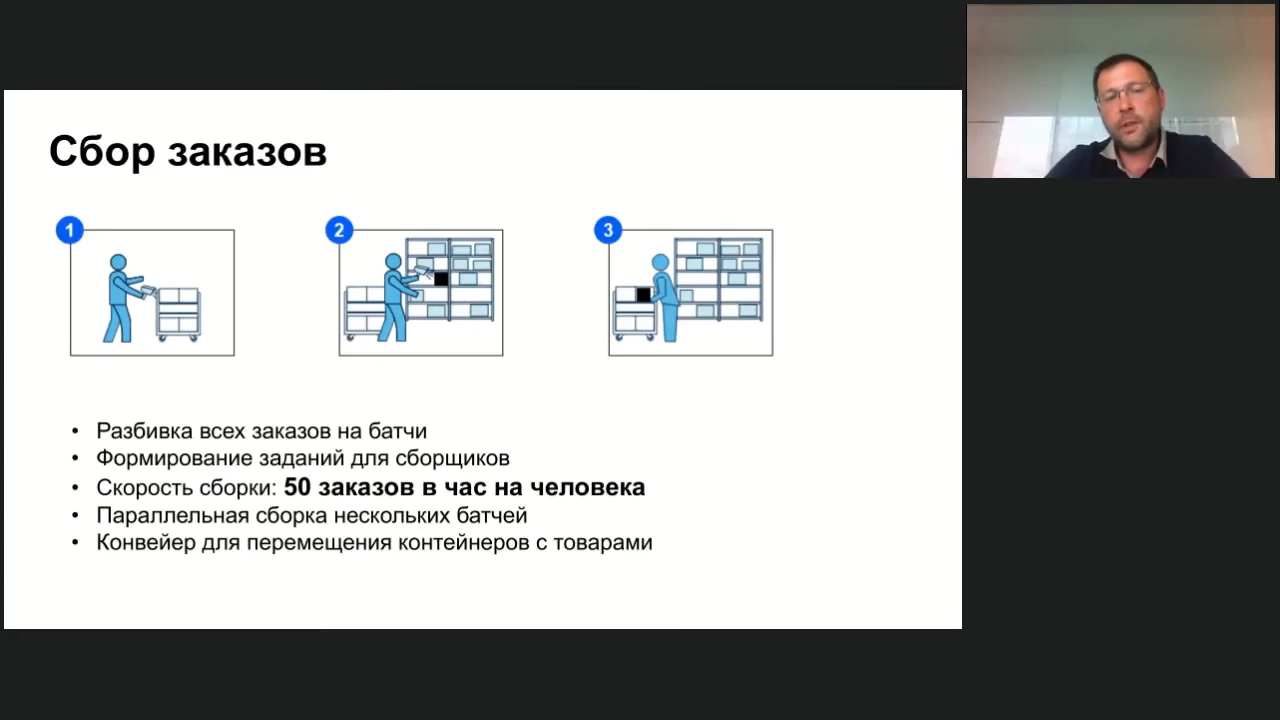 Сбор заказов
1
2
3
• Разбивка всех заказов на батчи
• Формирование заданий для сборщиков
• Скорость сборки: 50 заказов в час на человека
• Параллельная сборка нескольких батчей
• Конвейер для перемещения контейнеров с товарами